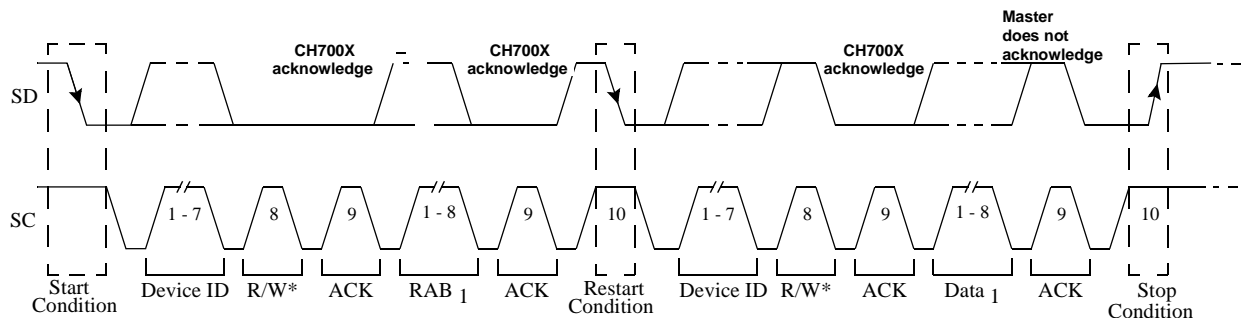 CH700X
acknowledge
CH700X
acknowledge
CH700X
acknowledge
Master
does not
acknowledge
SD
SC
1 - 7
8
9
1 - 8
9
10
1 - 7
8
9
1 - 8
9
10
Start
Condition
Device ID
R/W*
ACK
RAB 1
ACK
Restart
Condition
Device ID
R/W*
ACK
Data 1
ACK
Stop
Condition